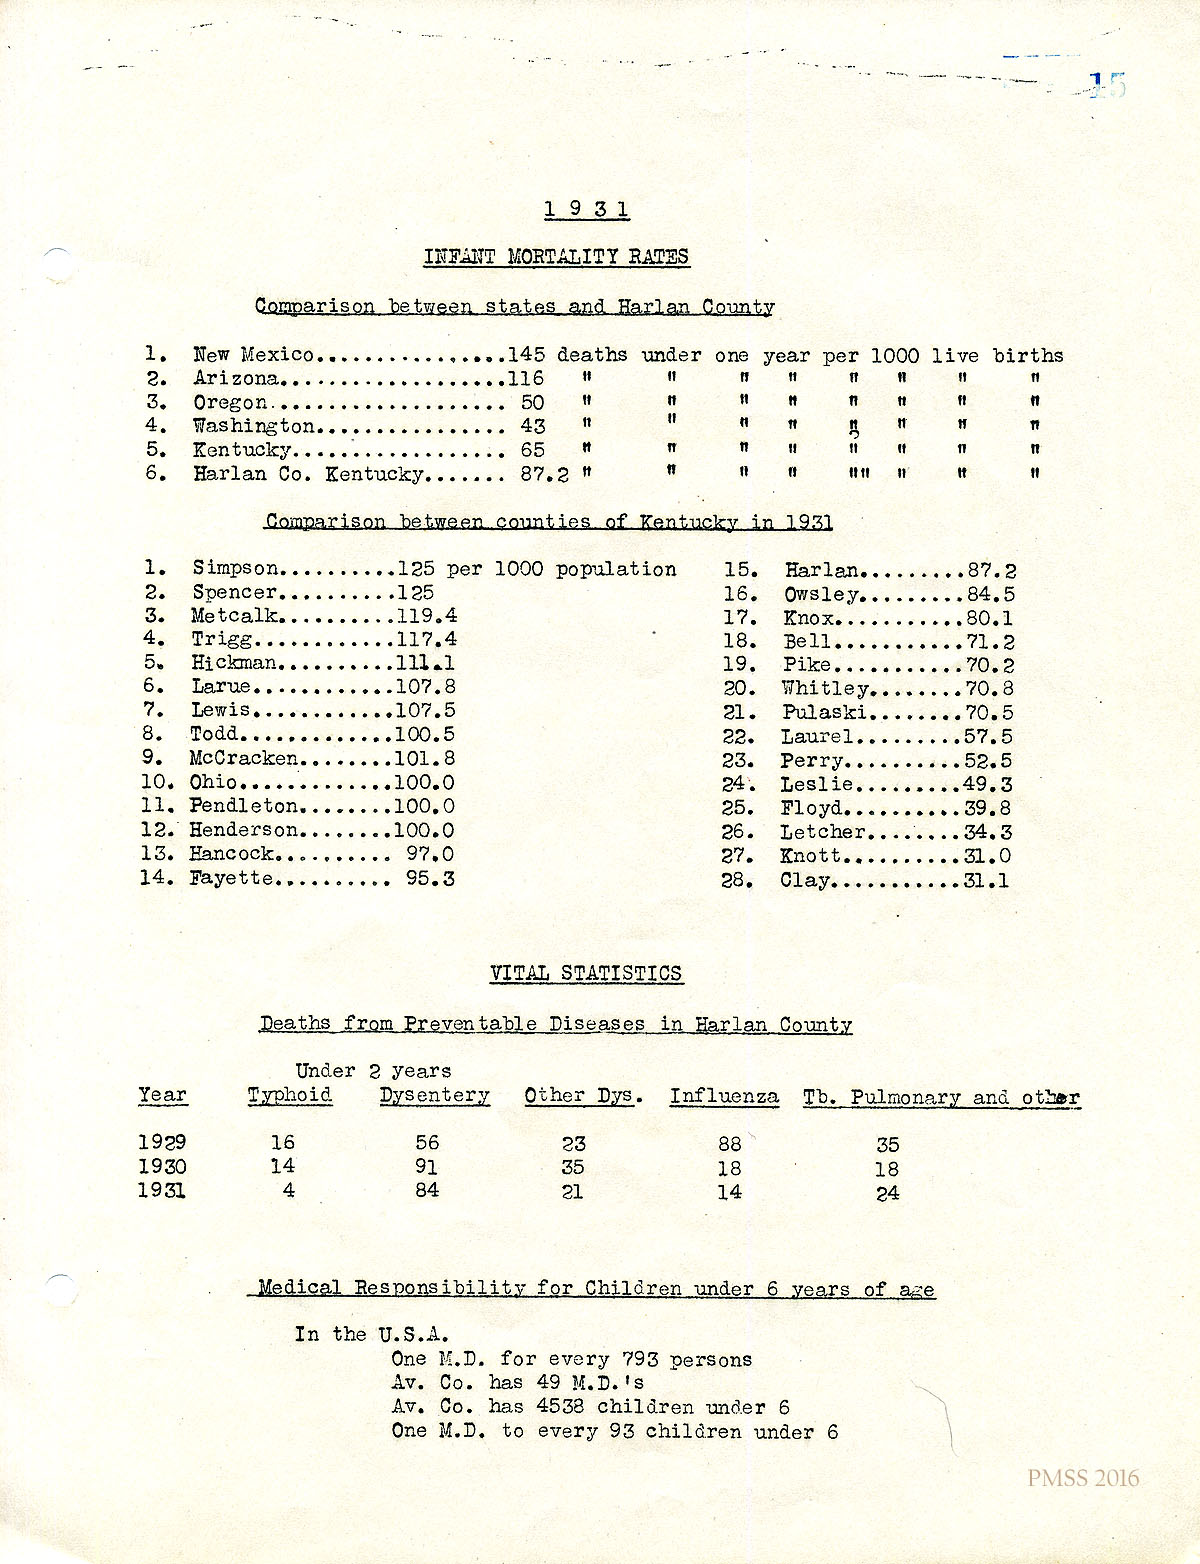 15
1 9 3 1
INFANT MORTALITY RATES
Comparison between states and Harlan County
1. New Mexico................145 deaths under one year per 1000 live births
2. Arizona...................116 " " " " " " " "
3. Oregon.................... 50 " " " " " " " "
4. Washington................ 43 " " " " " " " "
5. Kentucky.................. 65 " " " " " " " "
6. Harlan Co. Kentucky....... 87.2 " " " " "" " " "
Comparison between counties of Kentucky in 1931
1. Simpson..........125 per 1000 population
2. Spencer..........125
3. Metcalk..........119.4
4. Trigg............117.4
5. Hickman..........111.1
6. Larue............107.8
7. Lewis............107.5
8. Todd.............100.5
9. McCracken........101.8
10. Ohio.............100.0
11. Pendleton........100.0
12. Henderson........100.0
13. Hancock.......... 97.0
14. Fayette.......... 95.3
15. Harlan.........87.2
16. Owsley.........84.5
17. Knox...........80.1
18. Bell...........71.2
19. Pike...........70.2
20. Whitley........70.8
21. Pulaski........70.5
22. Laurel.........57.5
23. Perry..........52.5
24. Leslie.........49.3
25. Floyd..........39.8
26. Letcher........34.3
27. Knott..........31.0
28. Clay...........31.1
VITAL STATISTICS
Deaths from Preventable Diseases in Harlan County
Under 2 years
Year Typhoid Dysentery Other Dys. Influenza Tb. Pulmonary and other
1929 16 56 23 88 35
1930 14 91 35 18 18
1931 4 84 21 14 24
Medical Responsibility for Children under 6 years of age
In the U.S.A.
One M.D. for every 793 persons
Av. Co. has 49 M.D.'s
Av. Co. has 4538 children under 6
One M.D. to every 93 children under 6
PMSS 2016